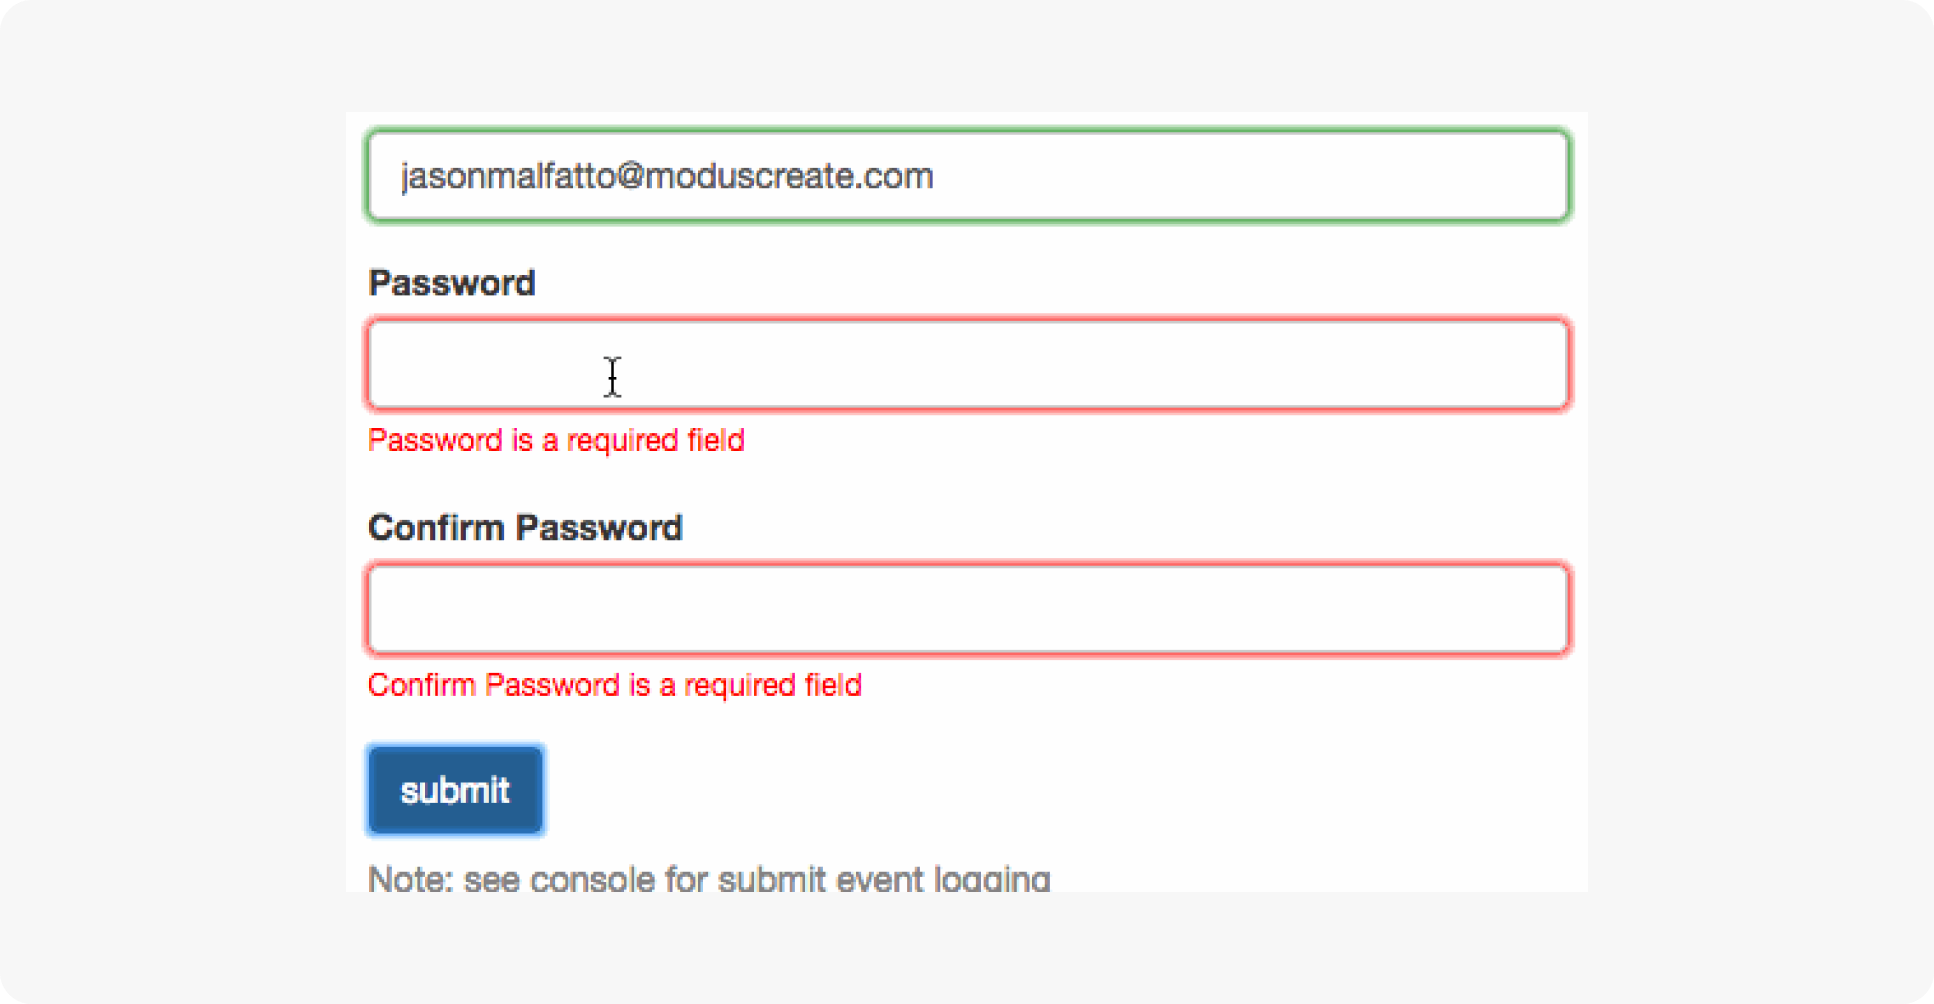 jasonmalfatto@moduscreate.com
Password
Password is a required field
Confirm Password
Confirm Password is a required field
submit
Note: see console for submit event logging